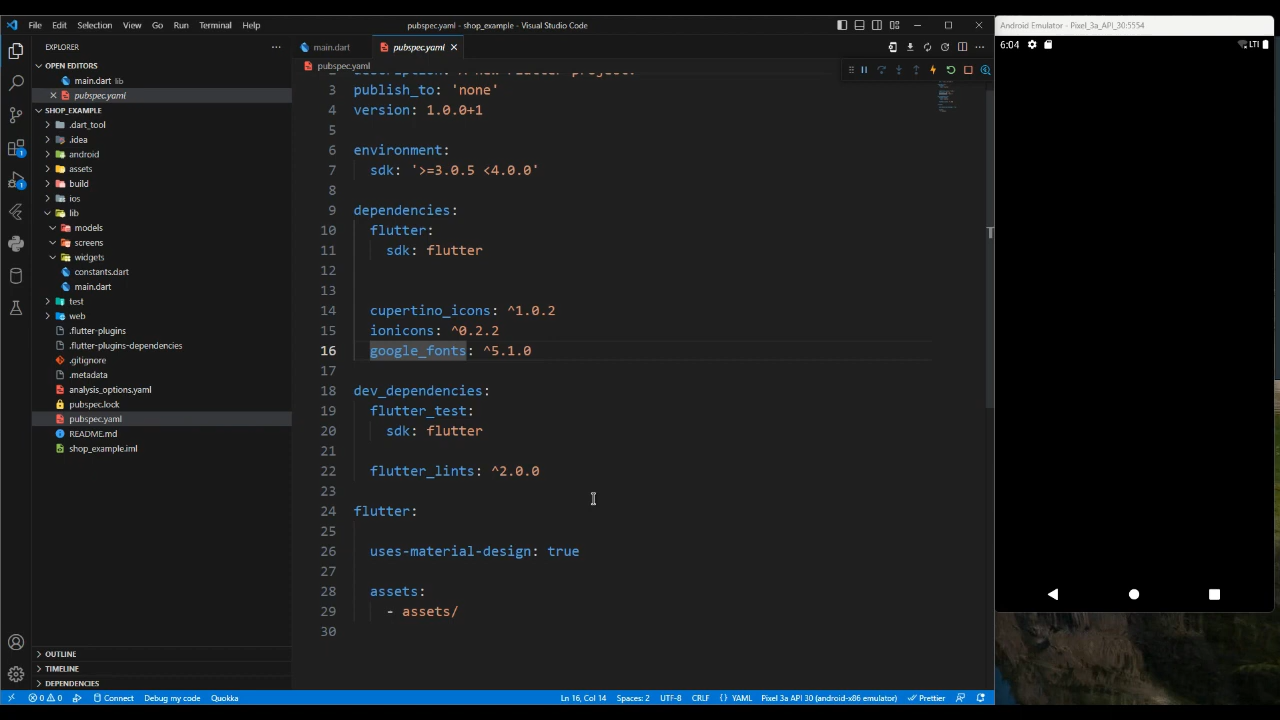 File Edit Selection View Go Run Terminal Help
pubspec.yaml - shop_example - Visual Studio Code
Android Emulator - Pixel_3a_API_30:5554
EXPLORER
OPEN EDITORS
main.dart lib
pubspec.yaml
SHOP_EXAMPLE
.dart_tool
.idea
android
assets
build
ios
lib
models
screens
widgets
constants.dart
main.dart
test
web
.flutter-plugins
.flutter-plugins-dependencies
.gitignore
.metadata
analysis_options.yaml
pubspec.lock
pubspec.yaml
README.md
shop_example.iml
OUTLINE
TIMELINE
DEPENDENCIES
1
1
main.dart pubspec.yaml
pubspec.yaml
3 publish_to: 'none'
4 version: 1.0.0+1
5
6 environment:
7 sdk: '>=3.0.5 <4.0.0'
8
9 dependencies:
10 flutter:
11 sdk: flutter
12
13
14 cupertino_icons: ^1.0.2
15 ionicons: ^0.2.2
16 google_fonts: ^5.1.0
17
18 dev_dependencies:
19 flutter_test:
20 sdk: flutter
21
22 flutter_lints: ^2.0.0
23
24 flutter:
25
26 uses-material-design: true
27
28 assets:
29 - assets/
30
6:04
LTE
0 0 Connect Debug my code Quokka Ln 16, Col 14 Spaces: 2 UTF-8 CRLF {} YAML Pixel 3a API 30 (android-x86 emulator) Prettier